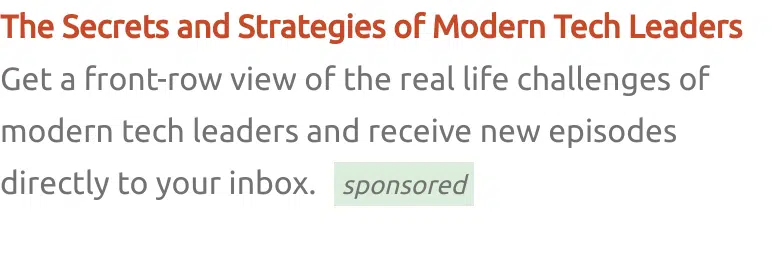 The Secrets and Strategies of Modern Tech Leaders
Get a front-row view of the real life challenges of
modern tech leaders and receive new episodes
directly to your inbox. sponsored